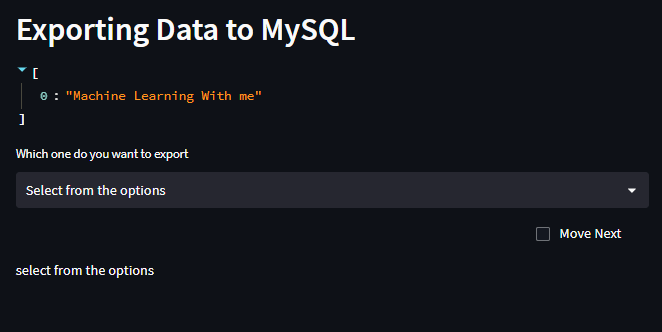 Exporting Data to MySQL
[
0 : "Machine Learning With me"
]
Which one do you want to export
Select from the options
Move Next
select from the options